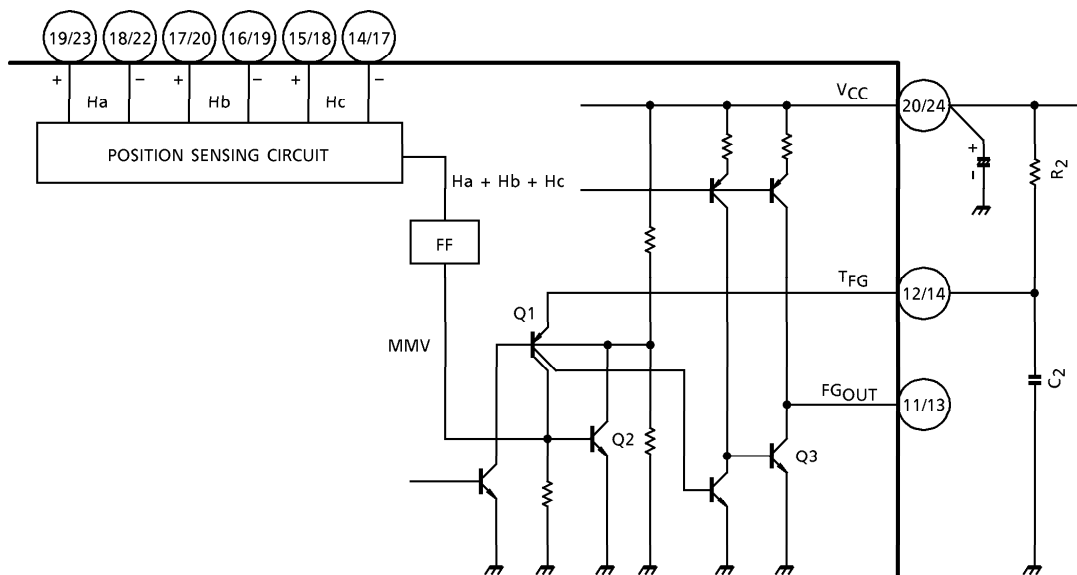 19/23 18/22 17/20 16/19 15/18 14/17
+ − + − + −
Ha Hb Hc
VCC
20/24
POSITION SENSING CIRCUIT
+
−
R2
Ha + Hb + Hc
FF
TFG
12/14
Q1
MMV
C2
FGOUT
11/13
Q2
Q3